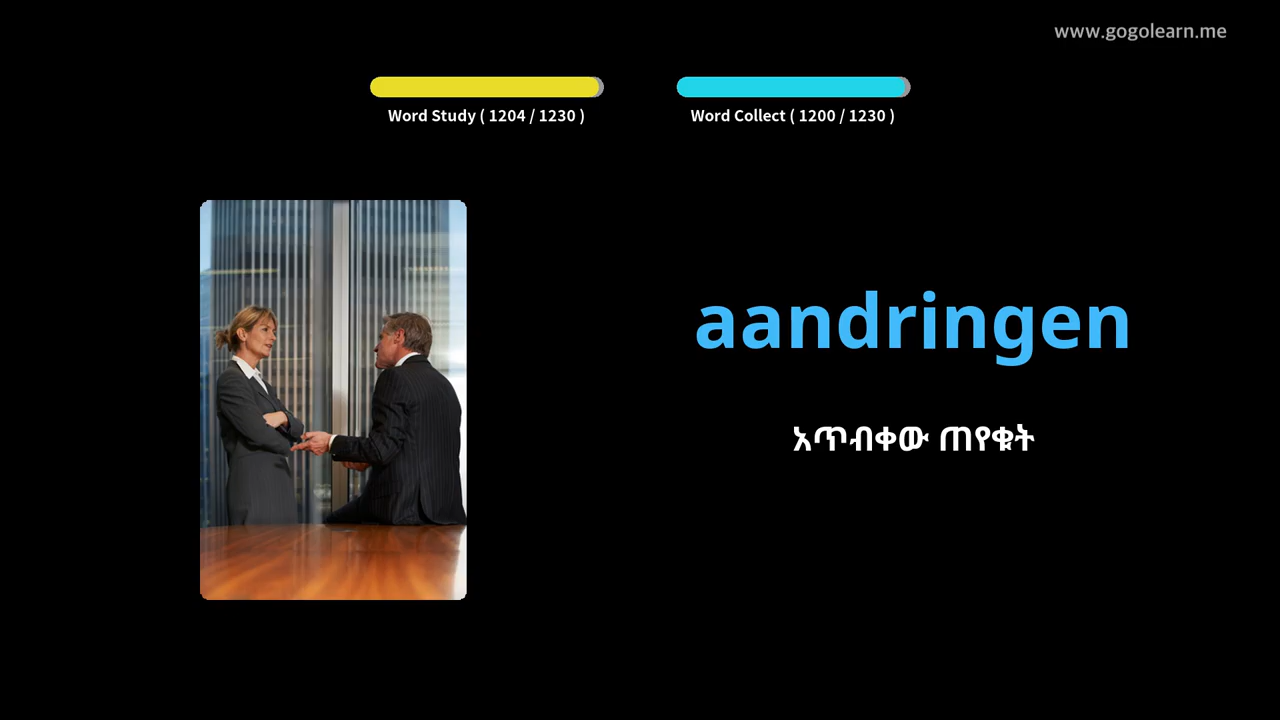 www.gogolearn.me
Word Study ( 1204 / 1230 )
Word Collect ( 1200 / 1230 )
aandringen
አጥብቀው ጠየቁት